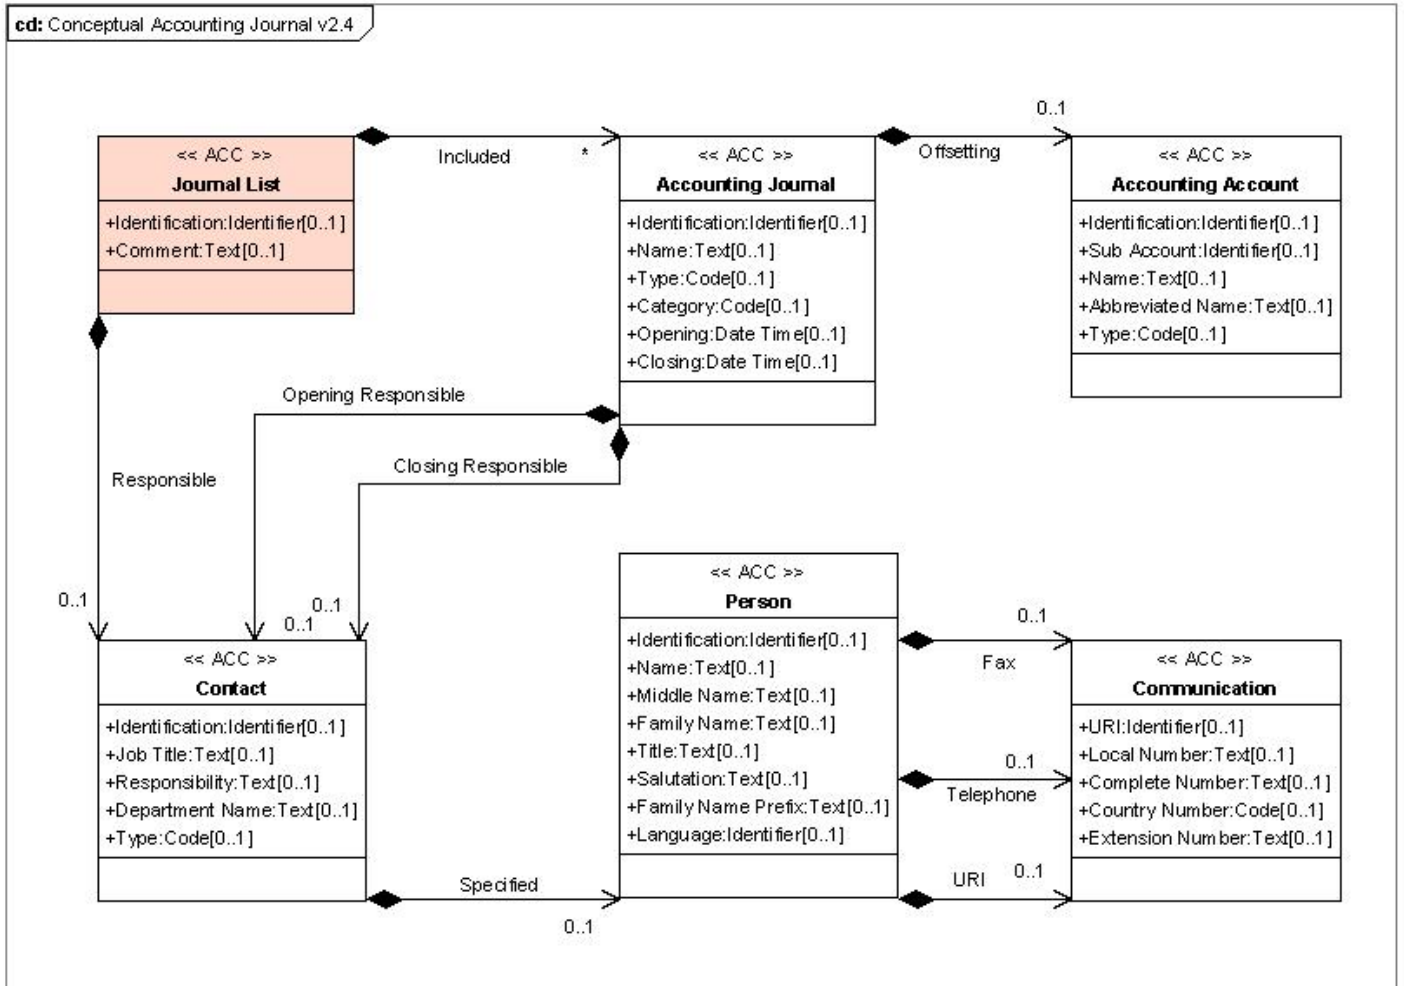 cd: Conceptual Accounting Journal v2.4
0..1
<< ACC >>
Journal List
+Identification:Identifier[0..1]
+Comment:Text[0..1]
Included
*
<< ACC >>
Accounting Journal
+Identification:Identifier[0..1]
+Name:Text[0..1]
+Type:Code[0..1]
+Category:Code[0..1]
+Opening:Date Time[0..1]
+Closing:Date Time[0..1]
Offsetting
<< ACC >>
Accounting Account
+Identification:Identifier[0..1]
+Sub Account:Identifier[0..1]
+Name:Text[0..1]
+Abbreviated Name:Text[0..1]
+Type:Code[0..1]
Opening Responsible
Closing Responsible
Responsible
0..1
0..1
0..1
<< ACC >>
Contact
+Identification:Identifier[0..1]
+Job Title:Text[0..1]
+Responsibility:Text[0..1]
+Department Name:Text[0..1]
+Type:Code[0..1]
Specified
0..1
<< ACC >>
Person
+Identification:Identifier[0..1]
+Name:Text[0..1]
+Middle Name:Text[0..1]
+Family Name:Text[0..1]
+Title:Text[0..1]
+Salutation:Text[0..1]
+Family Name Prefix:Text[0..1]
+Language:Identifier[0..1]
0..1
Fax
0..1
Telephone
URI 0..1
<< ACC >>
Communication
+URI:Identifier[0..1]
+Local Number:Text[0..1]
+Complete Number:Text[0..1]
+Country Number:Code[0..1]
+Extension Number:Text[0..1]